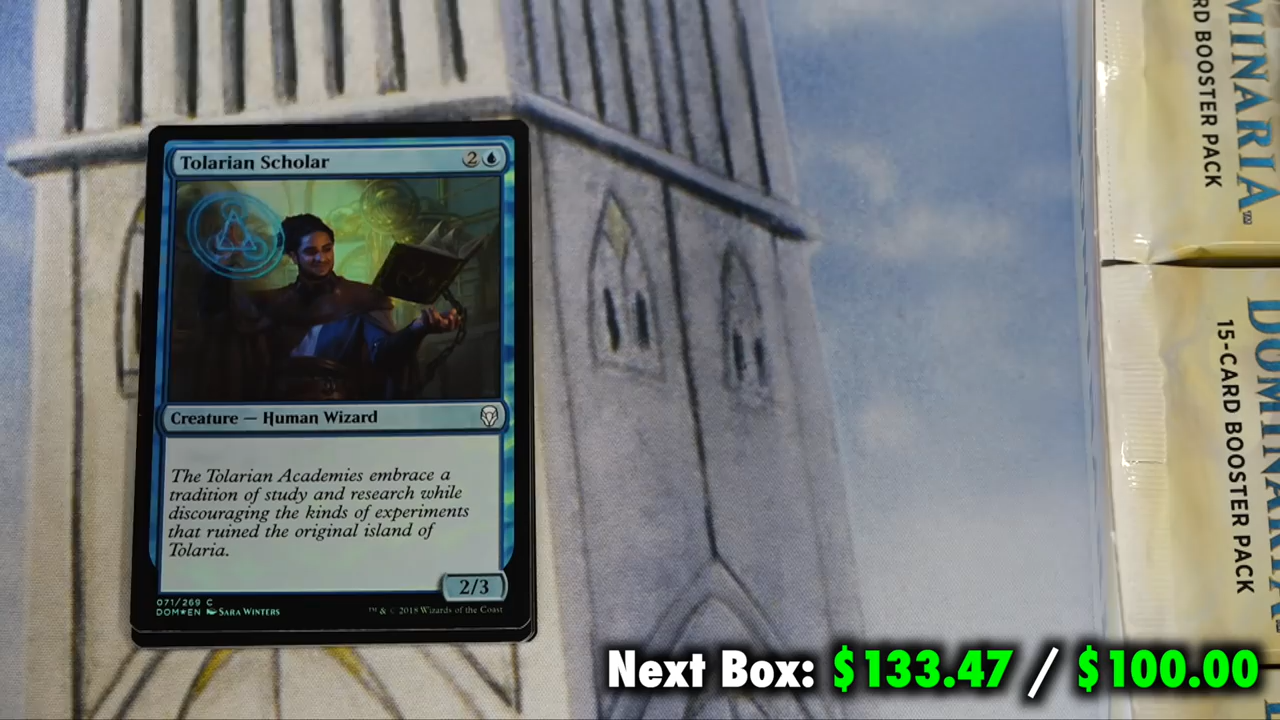 Tolarian Scholar 2
Creature — Human Wizard
The Tolarian Academies embrace a
tradition of study and research while
discouraging the kinds of experiments
that ruined the original island of
Tolaria.
2/3
071/269 C
DOM★EN SARA WINTERS
™ & © 2018 Wizards of the Coast
MINARIA™
RD BOOSTER PACK
DOMINARIA
15-CARD BOOSTER PACK
Next Box: $133.47 / $100.00